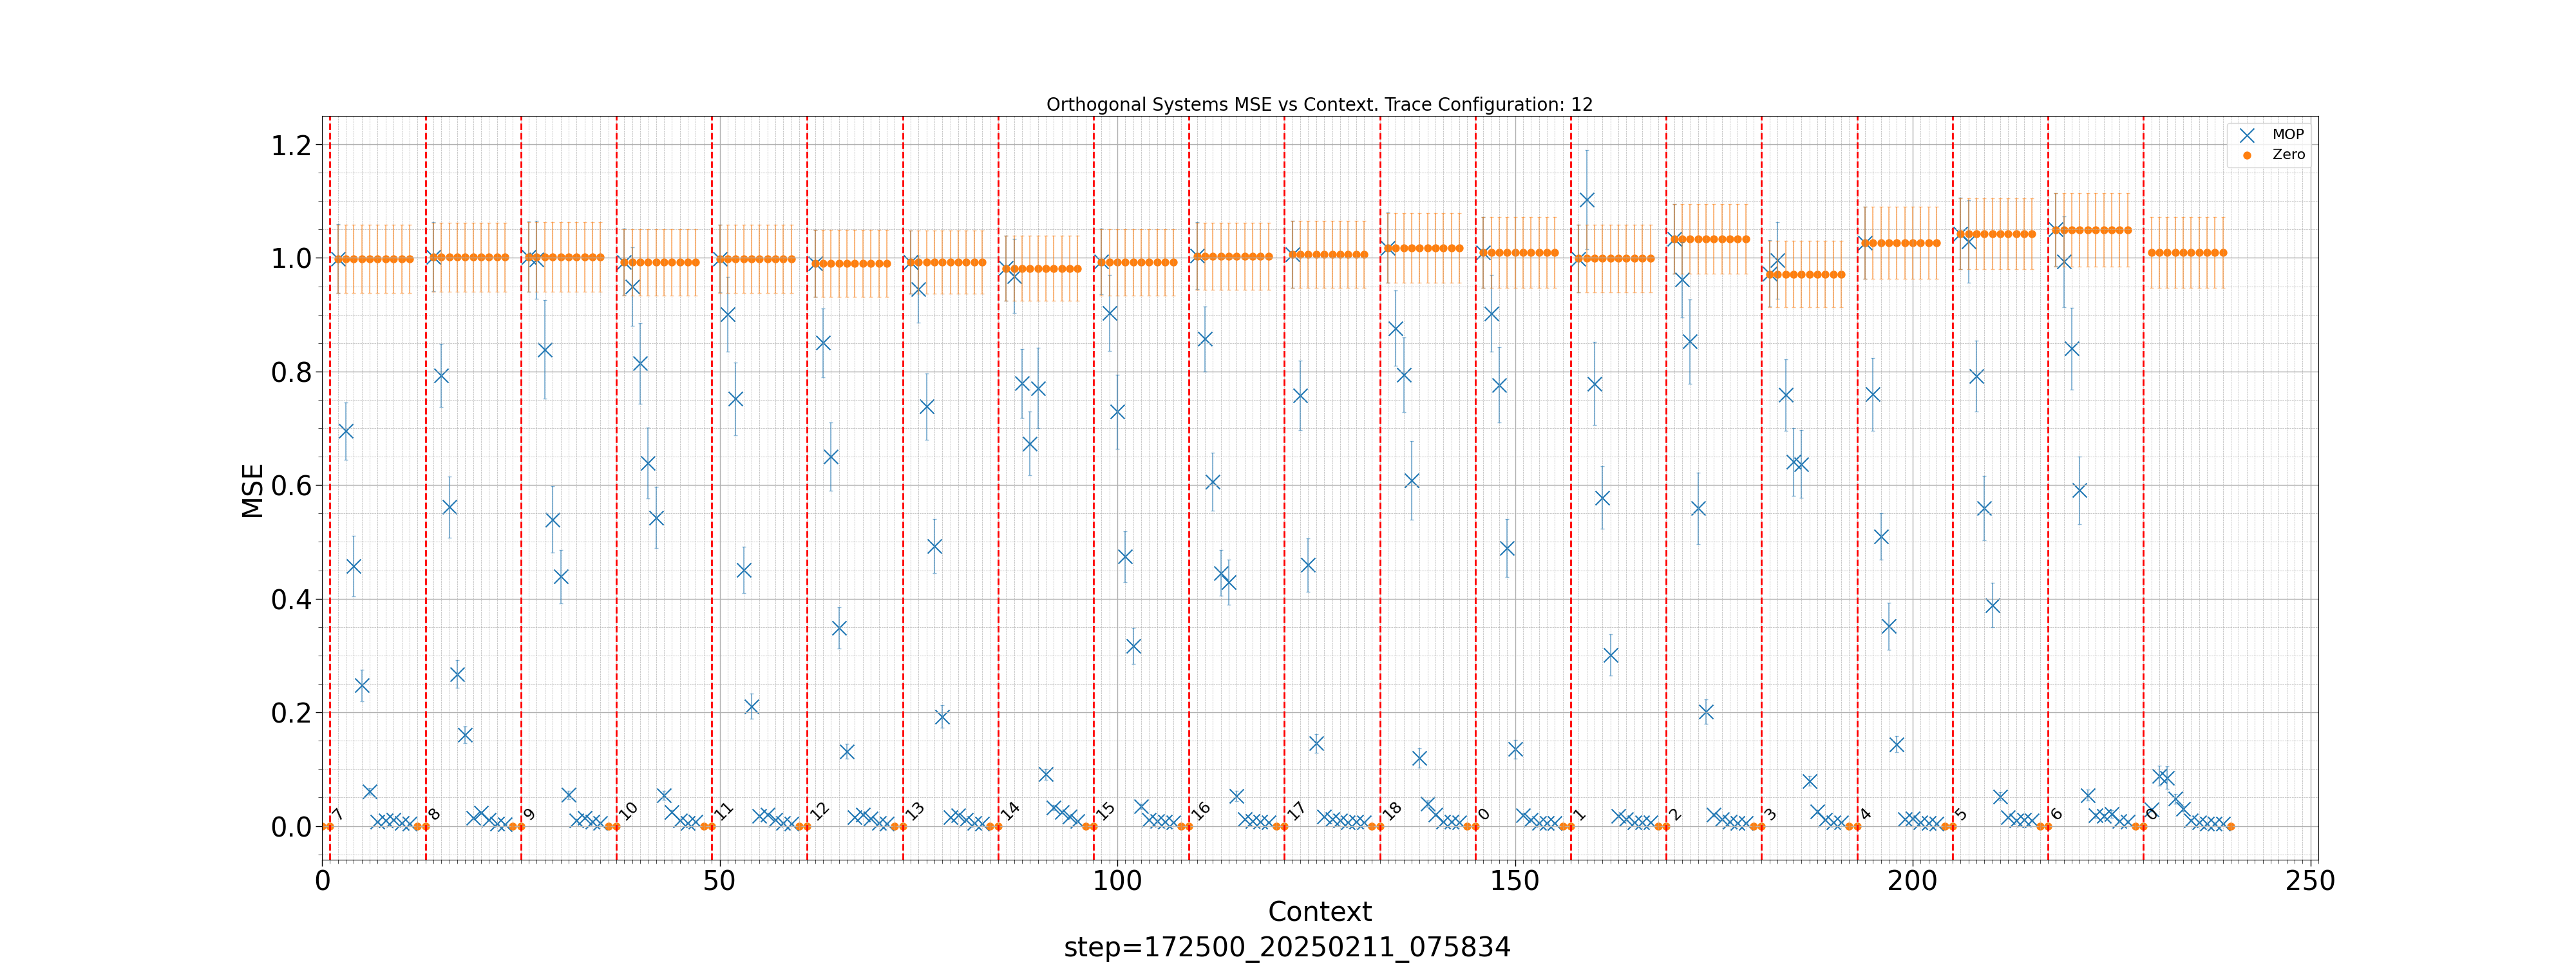 Orthogonal Systems MSE vs Context. Trace Configuration: 12
MOP
Zero
MSE
1.2
1.0
0.8
0.6
0.4
0.2
0.0
7 8 9 10 11 12 13 14 15 16 17 18 0 1 2 3 4 5 6 0
0 50 100 150 200 250
Context
step=172500_20250211_075834